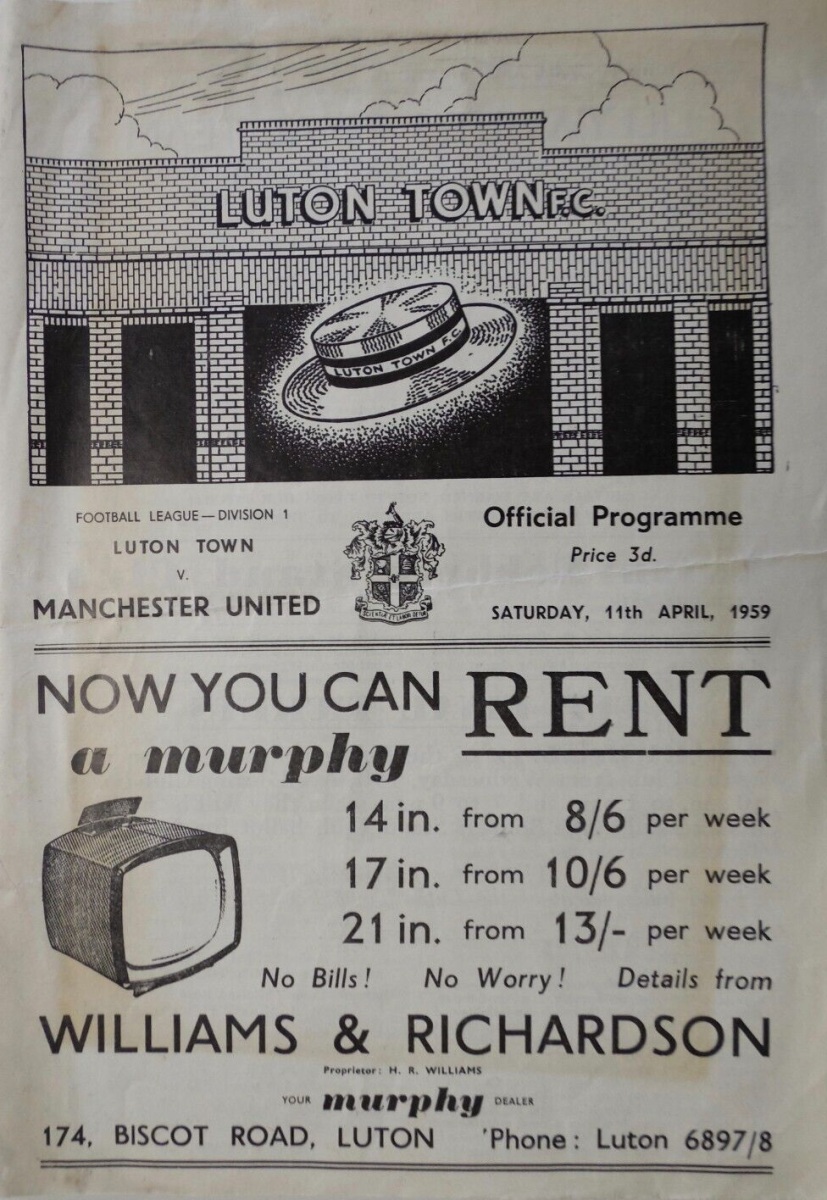 LUTON TOWN F.C.
LUTON TOWN F.C.
FOOTBALL LEAGUE — DIVISION 1
LUTON TOWN
V.
MANCHESTER UNITED
Official Programme
Price 3d.
SATURDAY, 11th APRIL, 1959
NOW YOU CAN RENT
a murphy
14 in. from 8/6 per week
17 in. from 10/6 per week
21 in. from 13/- per week
No Bills! No Worry! Details from
WILLIAMS & RICHARDSON
Proprietor: H. R. WILLIAMS
YOUR murphy DEALER
174, BISCOT ROAD, LUTON 'Phone: Luton 6897/8